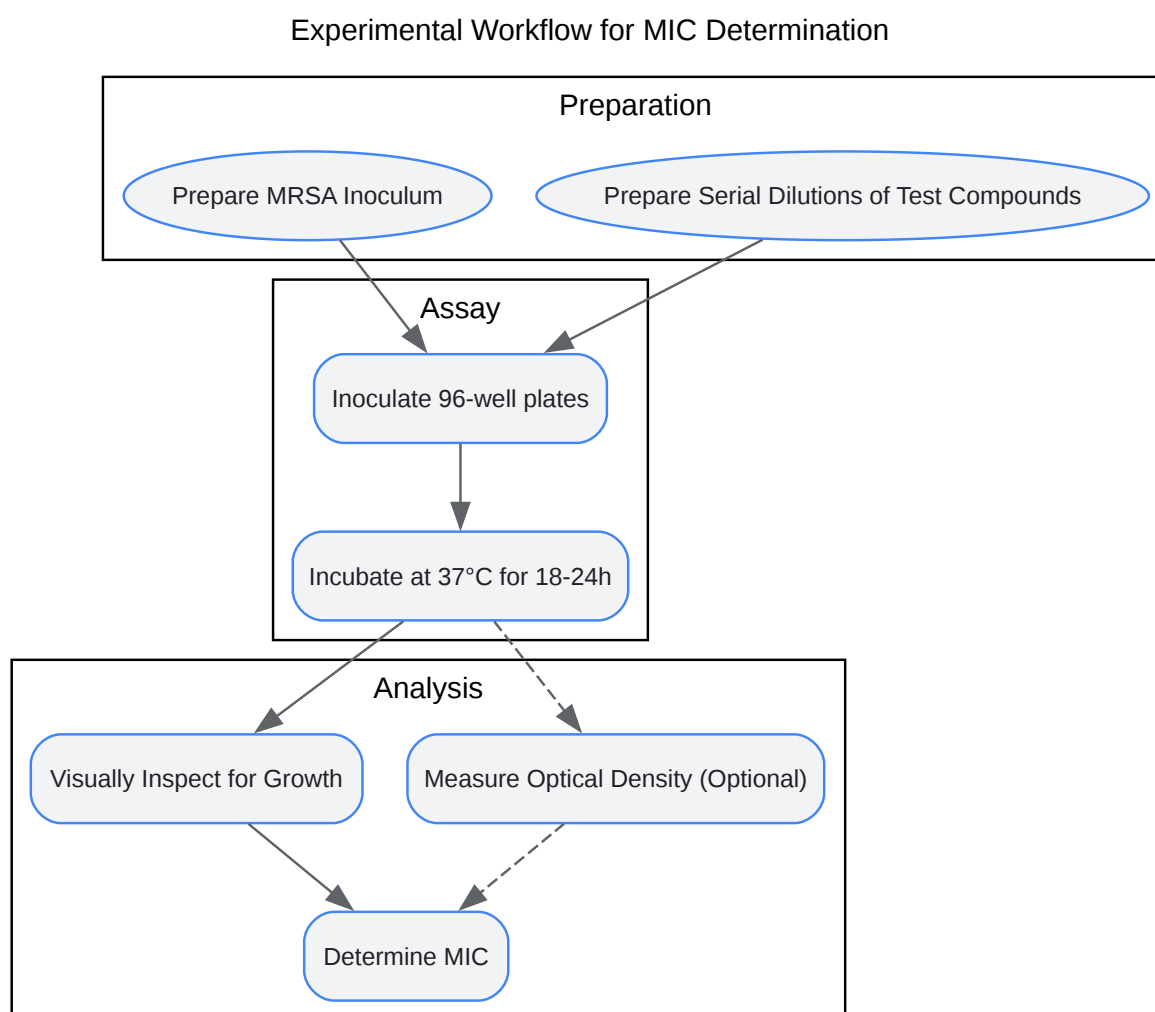 Experimental Workflow for MIC Determination
Preparation
Prepare MRSA Inoculum
Prepare Serial Dilutions of Test Compounds
Assay
Inoculate 96-well plates
Incubate at 37°C for 18-24h
Analysis
Visually Inspect for Growth
Measure Optical Density (Optional)
Determine MIC